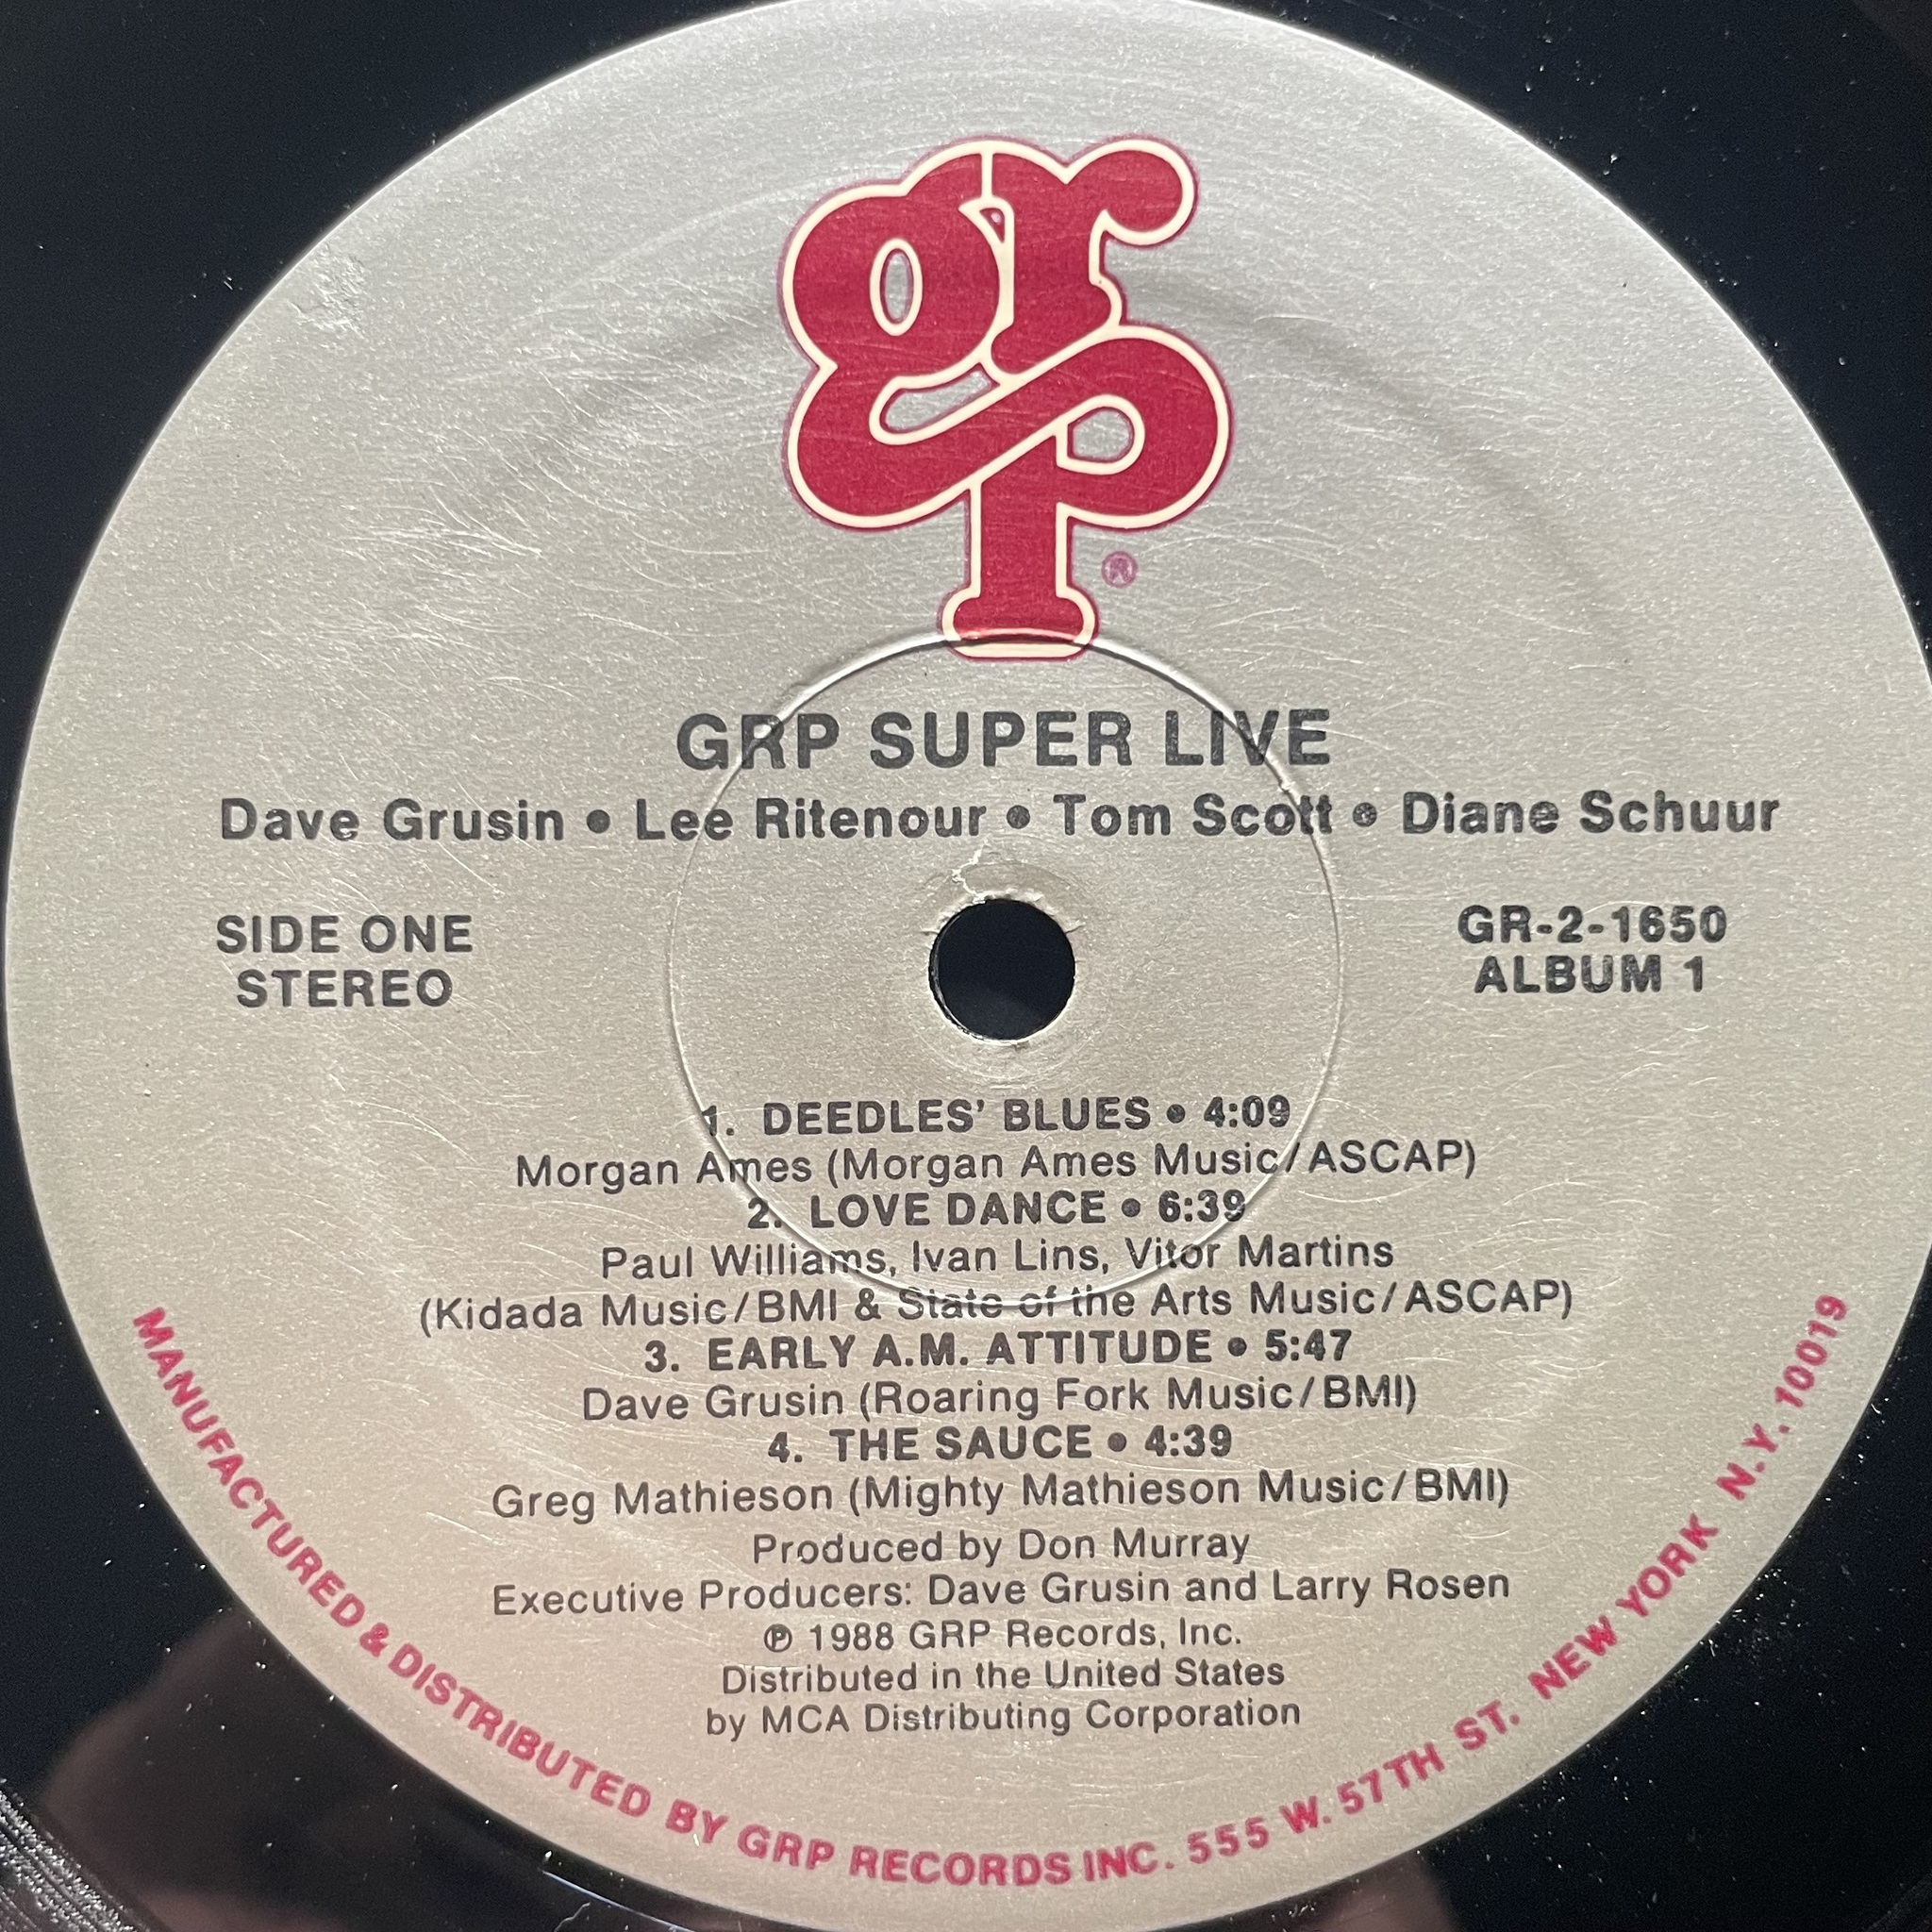 grp®
GRP SUPER LIVE
Dave Grusin • Lee Ritenour • Tom Scott • Diane Schuur
SIDE ONE
STEREO
GR-2-1650
ALBUM 1
1. DEEDLES' BLUES • 4:09
Morgan Ames (Morgan Ames Music/ASCAP)
2. LOVE DANCE • 6:39
Paul Williams, Ivan Lins, Vitor Martins
(Kidada Music/BMI & State of the Arts Music/ASCAP)
3. EARLY A.M. ATTITUDE • 5:47
Dave Grusin (Roaring Fork Music/BMI)
4. THE SAUCE • 4:39
Greg Mathieson (Mighty Mathieson Music/BMI)
Produced by Don Murray
Executive Producers: Dave Grusin and Larry Rosen
℗ 1988 GRP Records, Inc.
Distributed in the United States
by MCA Distributing Corporation
MANUFACTURED & DISTRIBUTED BY GRP RECORDS INC. 555 W. 57TH ST. NEW YORK N.Y. 10019